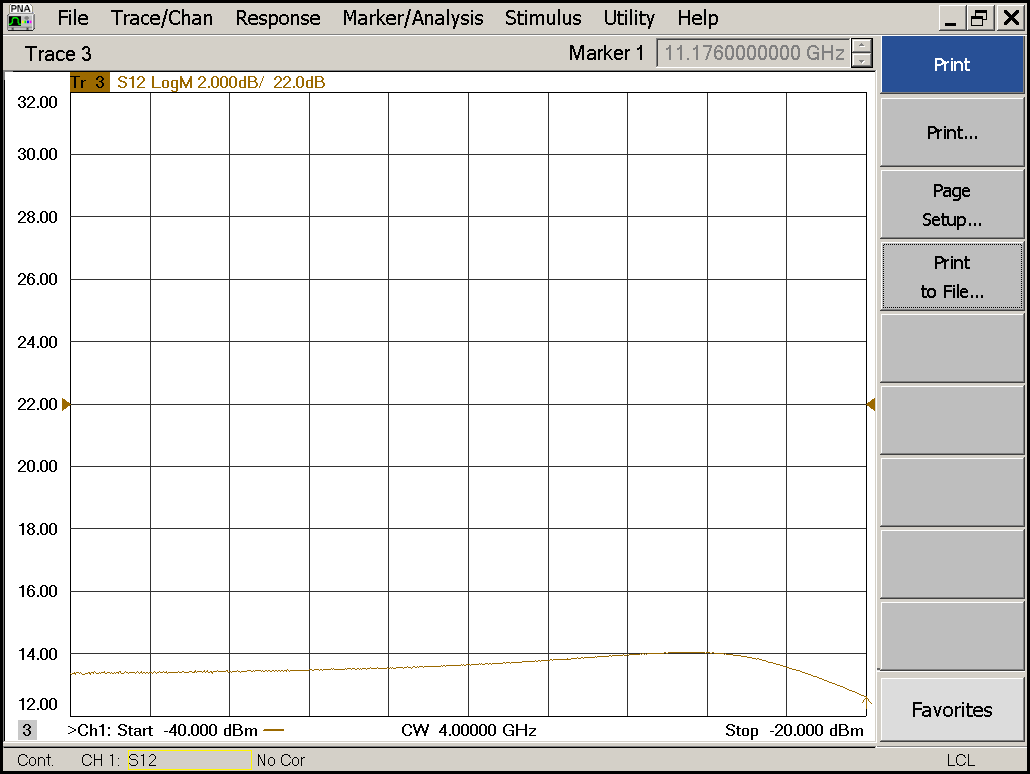 PNA File Trace/Chan Response Marker/Analysis Stimulus Utility Help
Trace 3 Marker 1 11.1760000000 GHz
Tr 3 S12 LogM 2.000dB/ 22.0dB
32.00
30.00
28.00
26.00
24.00
22.00
20.00
18.00
16.00
14.00
12.00
3 >Ch1: Start -40.000 dBm CW 4.00000 GHz Stop -20.000 dBm
Cont. CH 1: S12 No Cor LCL
Print
Print...
Page
Setup...
Print
to File...
Favorites